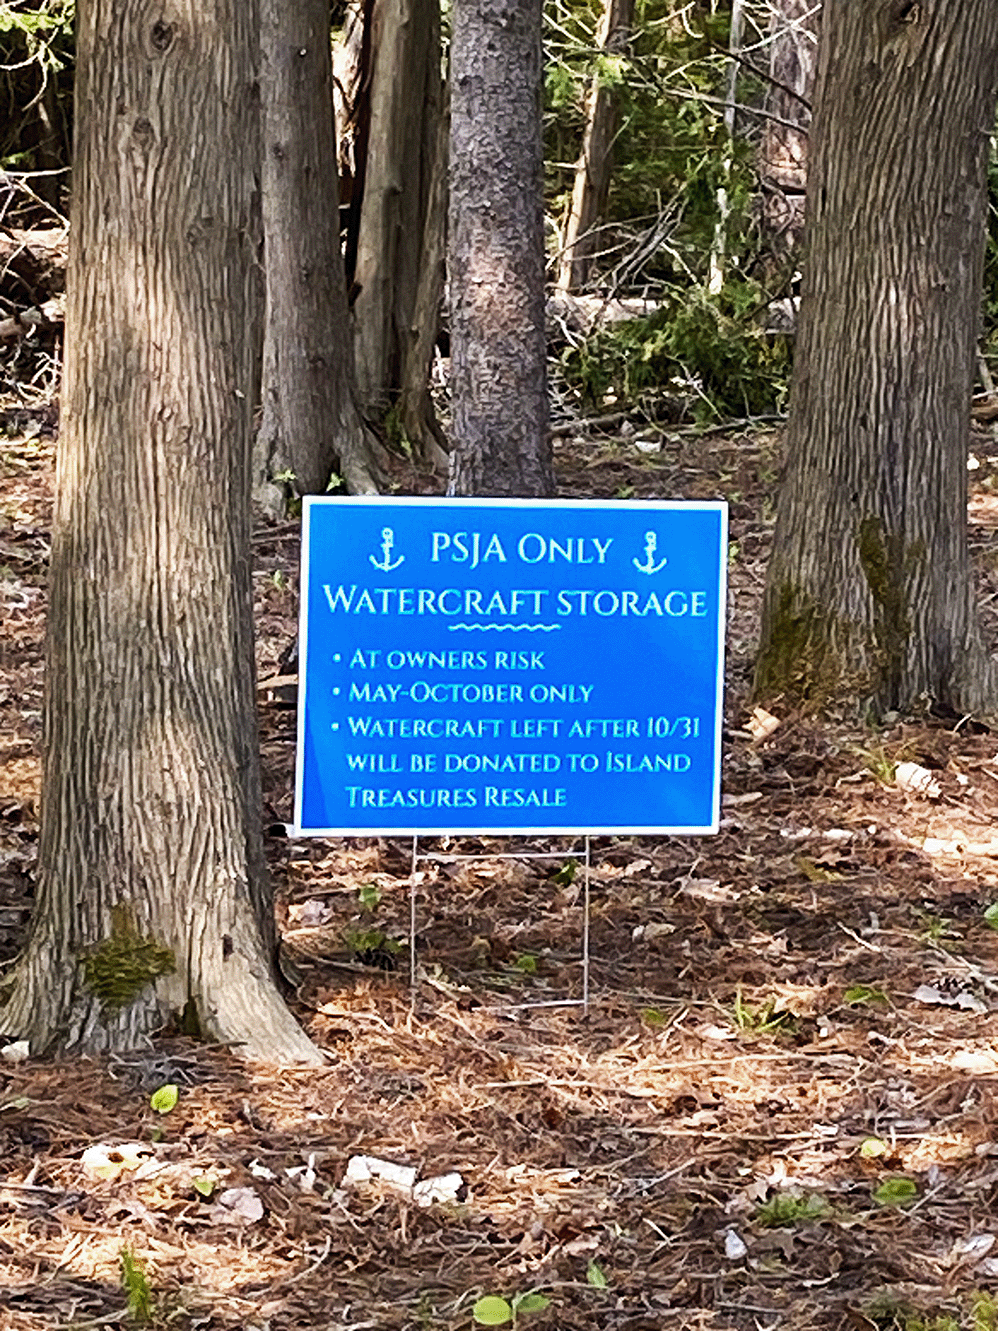 PSJA Only
Watercraft storage
• At owners risk
• May-October only
• Watercraft left after 10/31
will be donated to Island
Treasures Resale